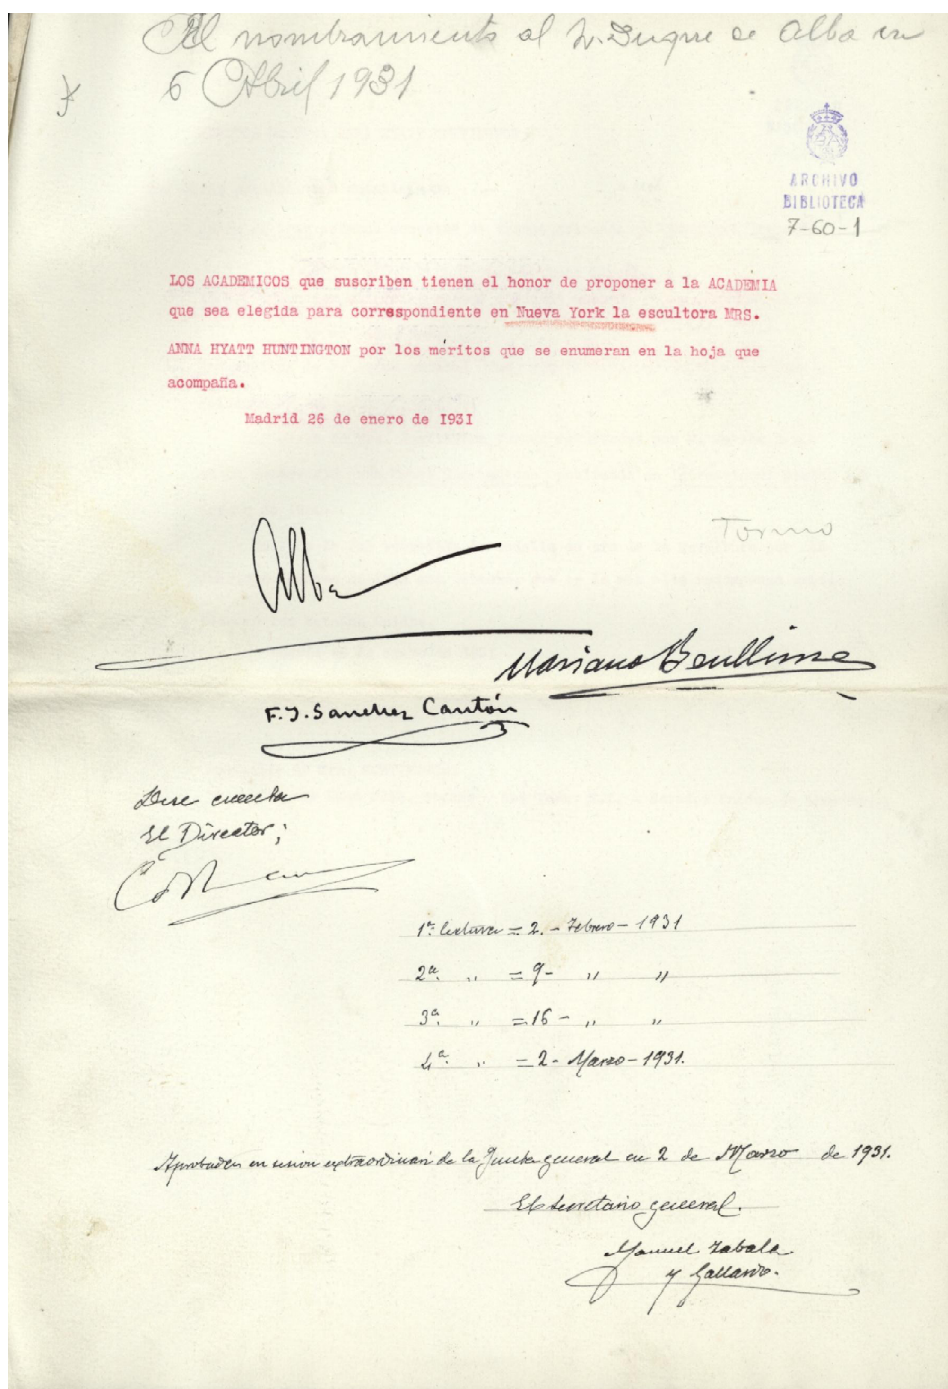 El nombramiento al Sr. Duque de Alba en
6 Abril 1931
ARCHIVO
BIBLIOTECA
7-60-1
LOS ACADEMICOS que suscriben tienen el honor de proponer a la ACADEMIA
que sea elegida para correspondiente en Nueva York la escultora MRS.
ANNA HYATT HUNTINGTON por los méritos que se enumeran en la hoja que
acompaña.
Madrid 26 de enero de 1931
Tormo
Alba
Mariano Benlliure
F.J. Sanchez Cantón
Dese cuenta
El Director;
1ª lectura = 2. - Febrero - 1931
2ª. " = 9 - " "
3ª. " = 16 - " "
4ª. " = 2 - Marzo - 1931.
Aprobada en sesion extraordinari de la Junta general en 2 de Marzo de 1931.
El Secretario general.
Manuel Zabala
y Gallardo.